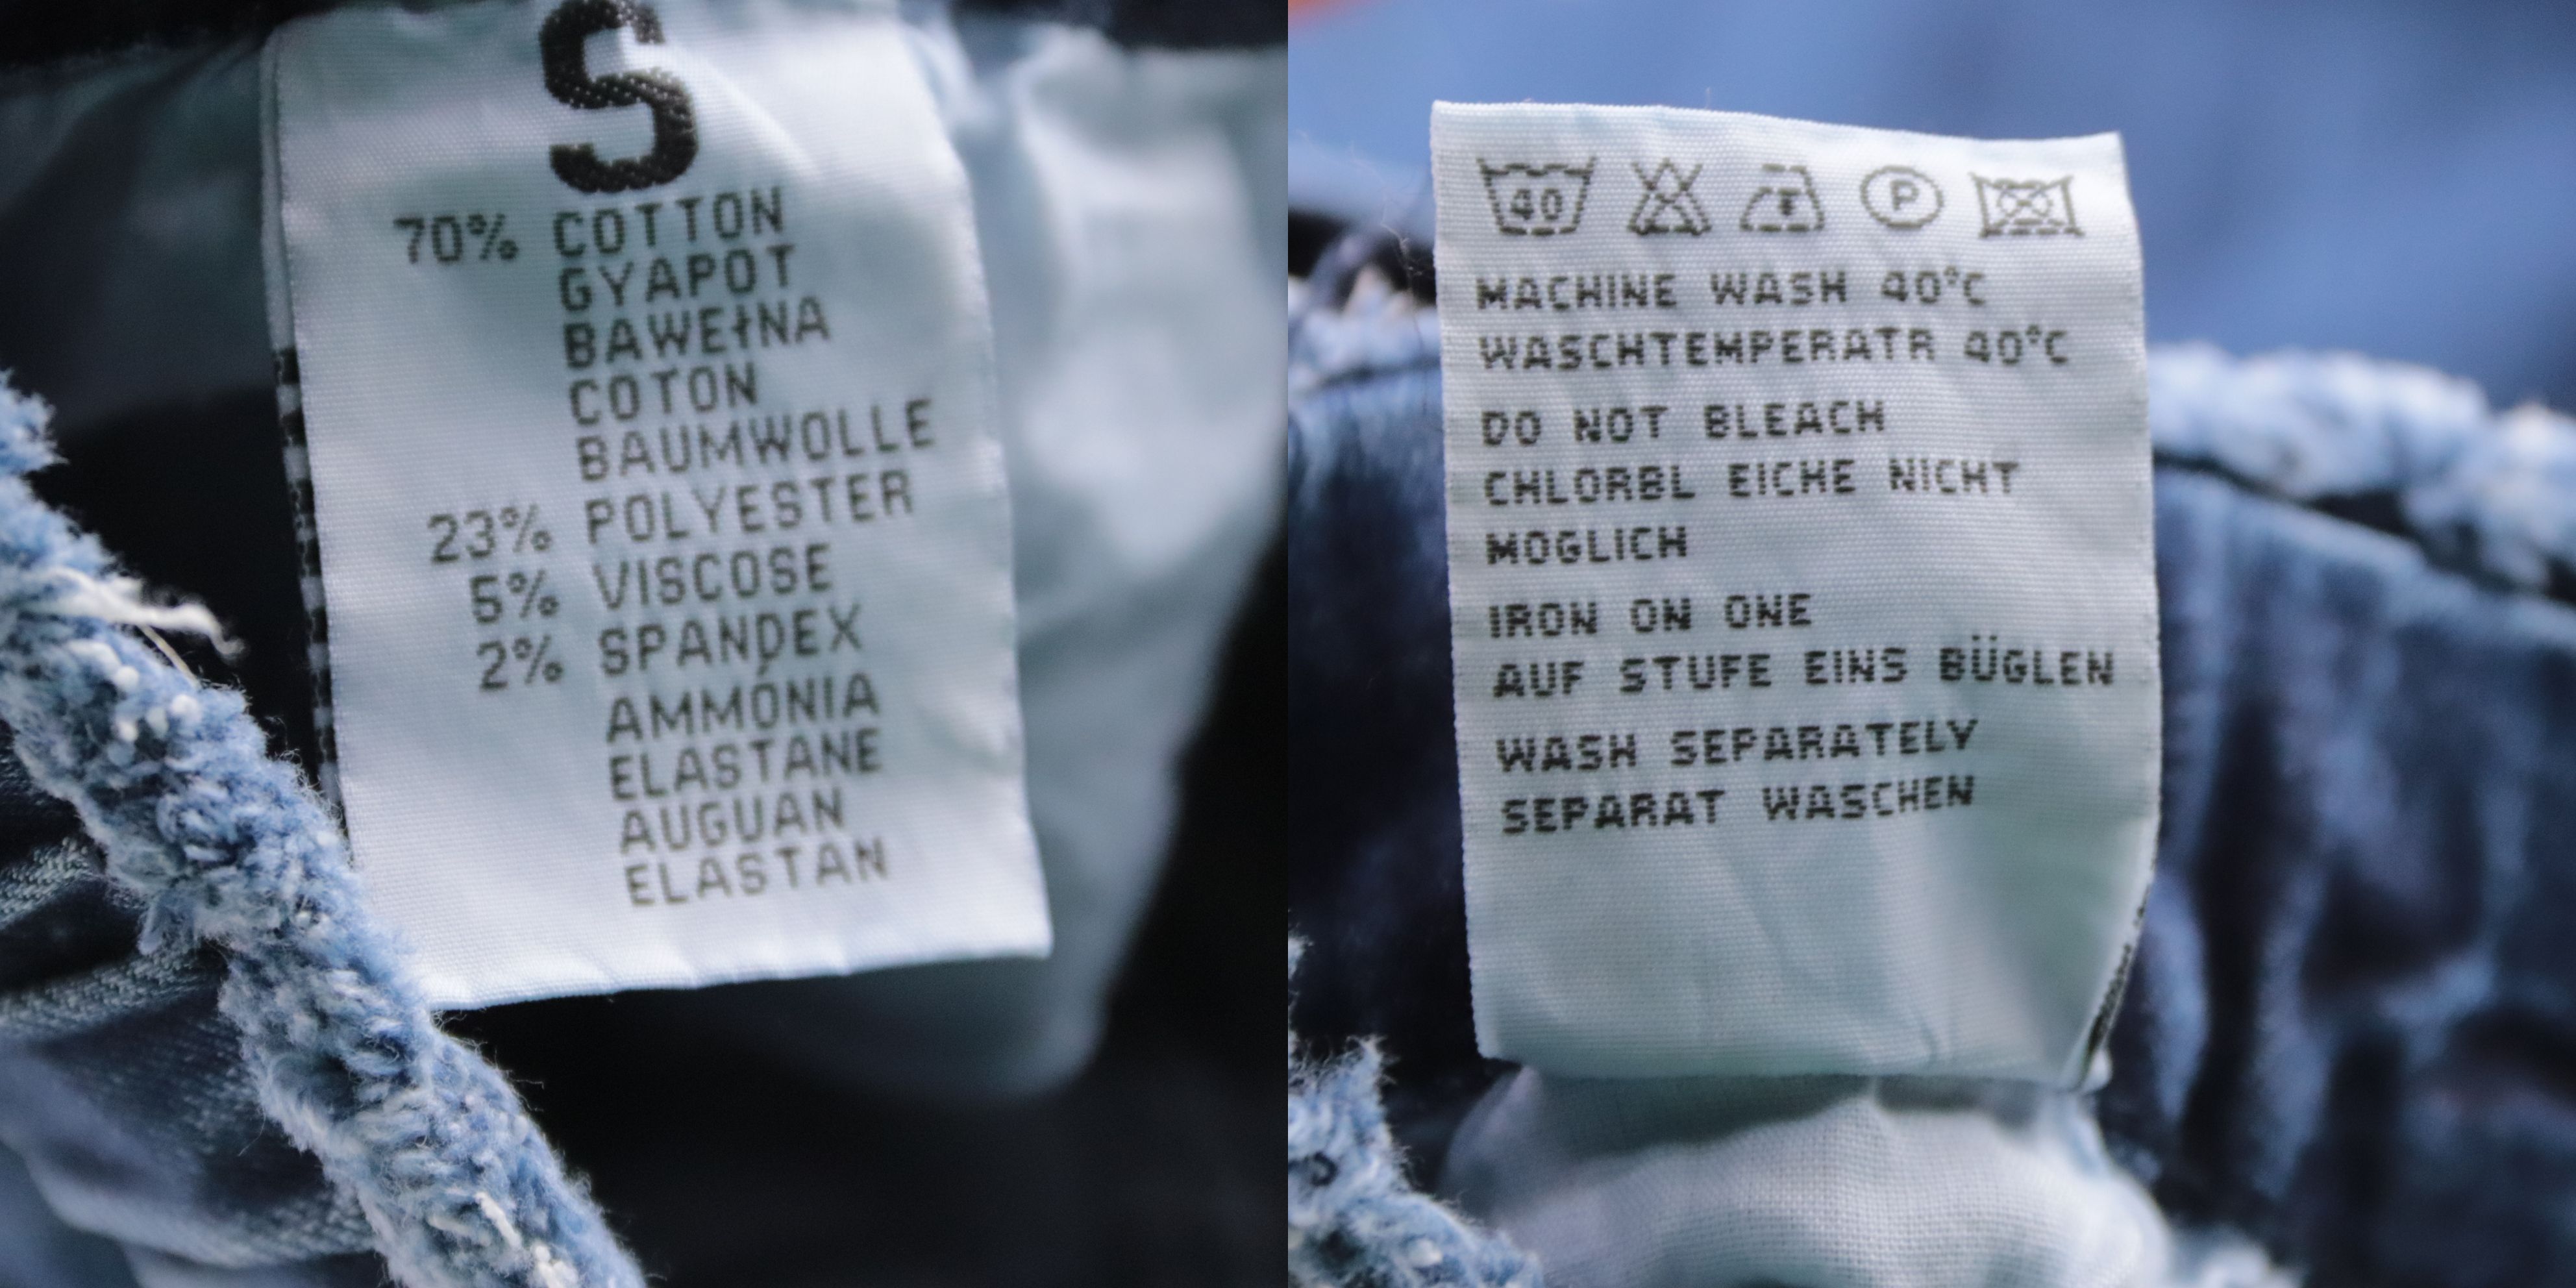 S
70% COTTON
GYAPOT
BAWEŁNA
COTON
BAUMWOLLE
23% POLYESTER
5% VISCOSE
2% SPANDEX
AMMÓNIA
ELASTANE
AUGUAN
ELASTAN
40 P
MACHINE WASH 40°C
WASCHTEMPERATR 40°C
DO NOT BLEACH
CHLORBL EICHE NICHT
MOGLICH
IRON ON ONE
AUF STUFE EINS BÜGLEN
WASH SEPARATELY
SEPARAT WASCHEN